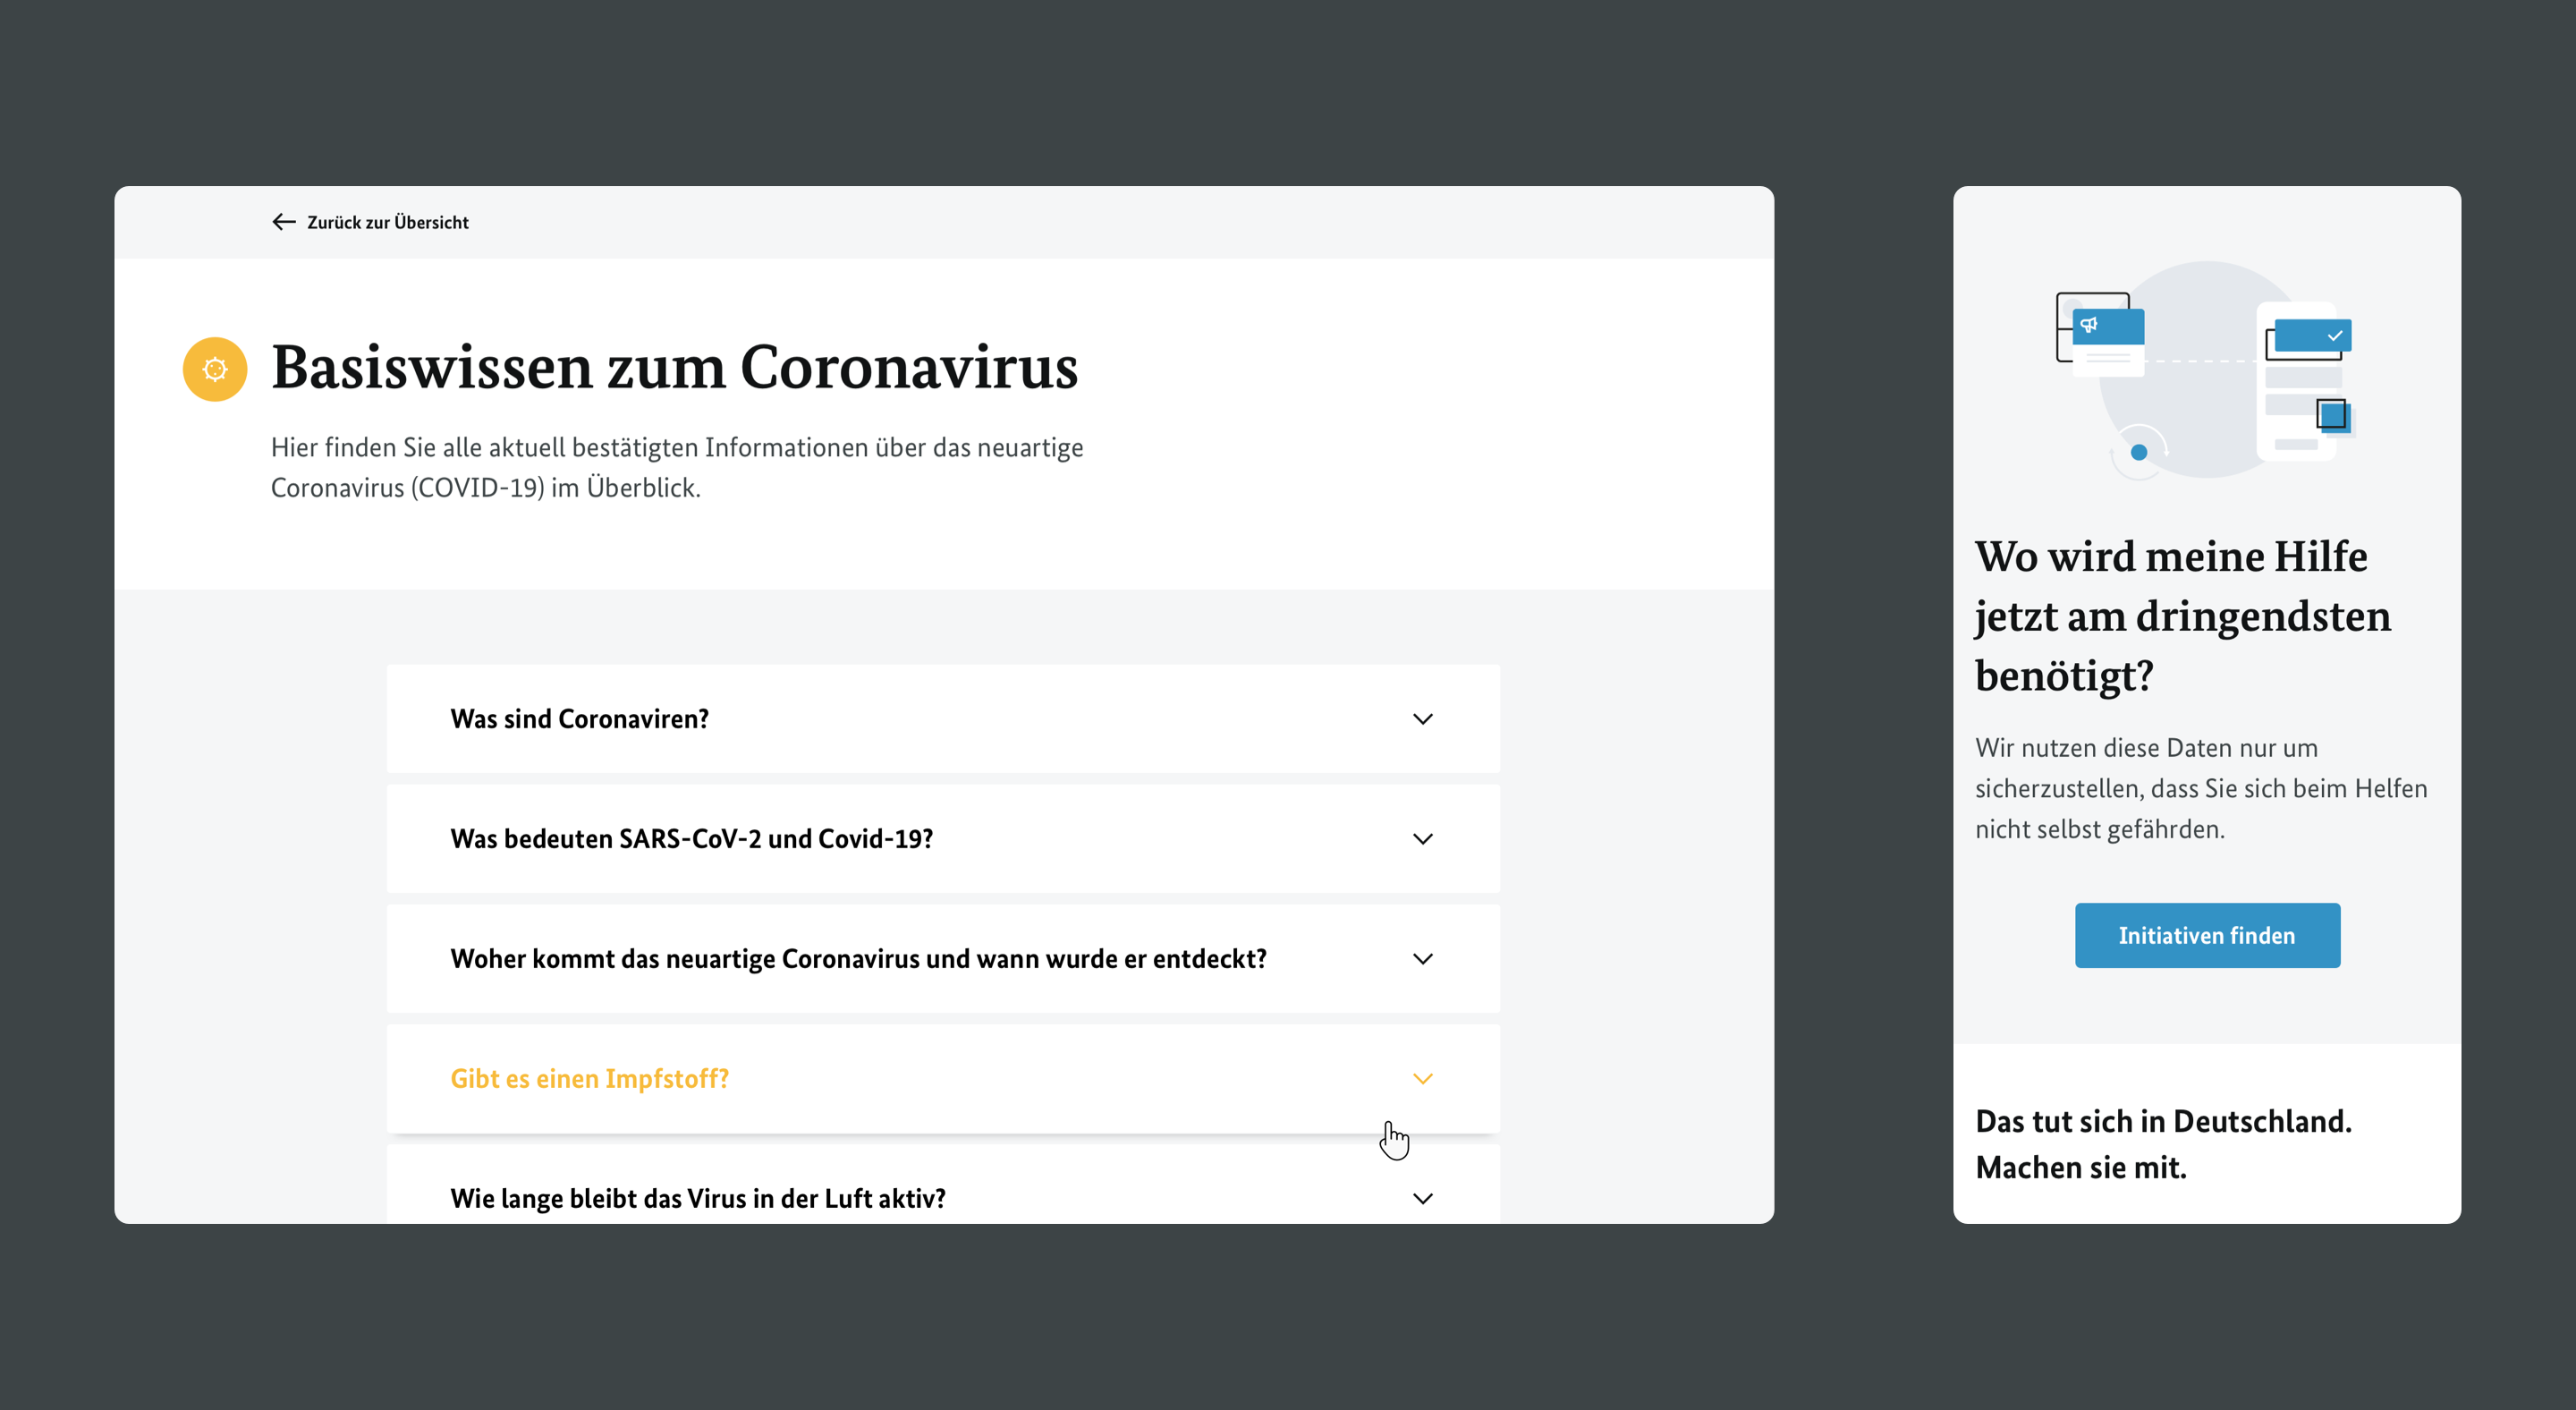 Zurück zur Übersicht
Basiswissen zum Coronavirus
Hier finden Sie alle aktuell bestätigten Informationen über das neuartige
Coronavirus (COVID-19) im Überblick.
Was sind Coronaviren?
Was bedeuten SARS-CoV-2 und Covid-19?
Woher kommt das neuartige Coronavirus und wann wurde er entdeckt?
Gibt es einen Impfstoff?
Wie lange bleibt das Virus in der Luft aktiv?
Wo wird meine Hilfe
jetzt am dringendsten
benötigt?
Wir nutzen diese Daten nur um
sicherzustellen, dass Sie sich beim Helfen
nicht selbst gefährden.
Initiativen finden
Das tut sich in Deutschland.
Machen sie mit.